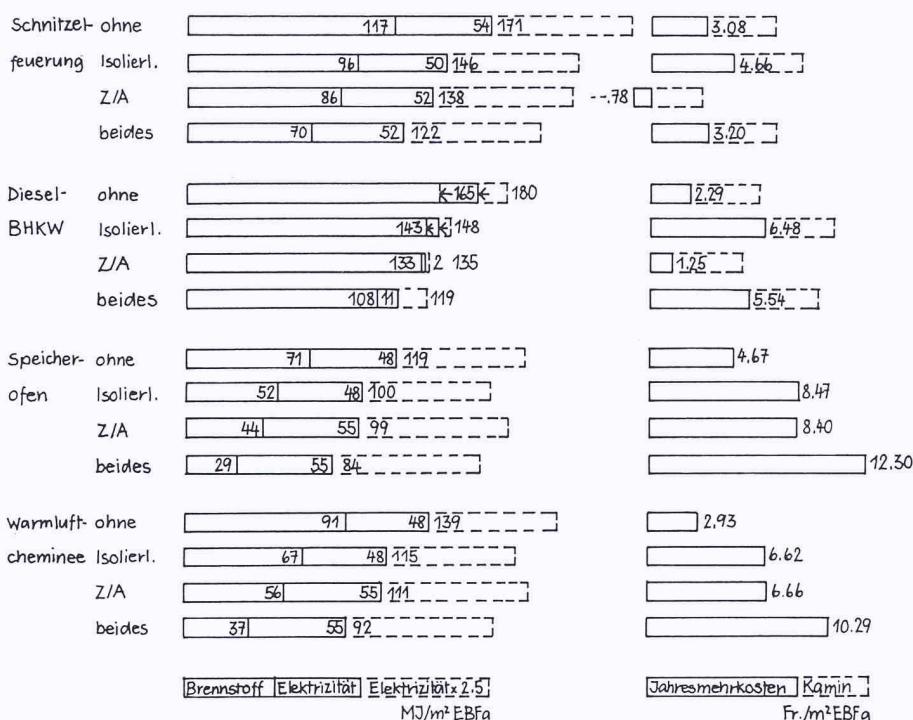 Schnitzel- ohne 117 54 171 3.08
feuerung Isolierl. 96 50 146 4.66
Z/A 86 52 138 --.78
beides 70 52 122 3.20
Diesel- ohne 165 180 2.29
BHKW Isolierl. 143 148 6.48
Z/A 133 2 135 1.25
beides 108 11 119 5.54
Speicher- ohne 71 48 119 4.67
ofen Isolierl. 52 48 100 8.47
Z/A 44 55 99 8.40
beides 29 55 84 12.30
Warmluft- ohne 91 48 139 2.93
cheminee Isolierl. 67 48 115 6.62
Z/A 56 55 111 6.66
beides 37 55 92 10.29
Brennstoff Elektrizität Elektrizität x 2.5 Jahresmehrkosten Kamin
MJ/m² EBFa Fr./m² EBFa